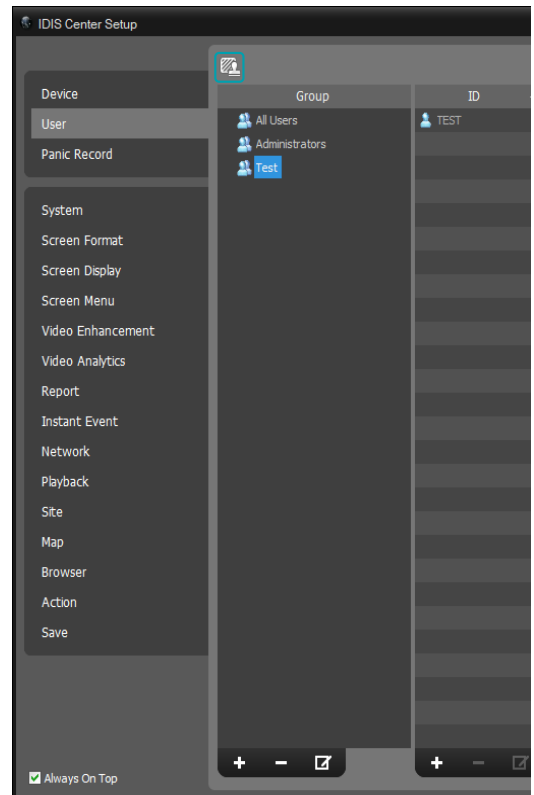 IDIS Center Setup
Device
User
Panic Record
System
Screen Format
Screen Display
Screen Menu
Video Enhancement
Video Analytics
Report
Instant Event
Network
Playback
Site
Map
Browser
Action
Save
Always On Top
Group
All Users
Administrators
Test
ID
TEST